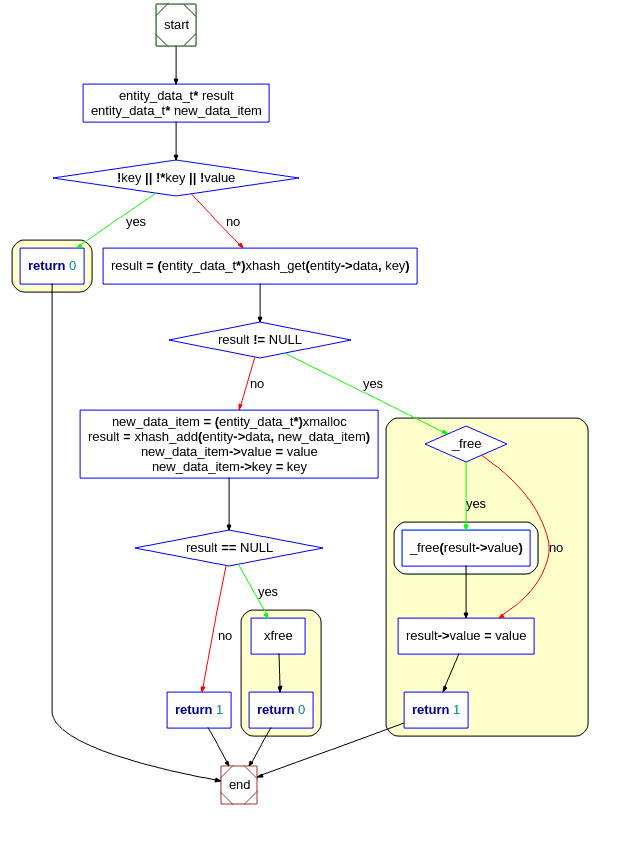 start
entity_data_t* result
entity_data_t* new_data_item
!key || !*key || !value
yes
no
return 0
result = (entity_data_t*)xhash_get(entity->data, key)
result != NULL
no
yes
new_data_item = (entity_data_t*)xmalloc
result = xhash_add(entity->data, new_data_item)
new_data_item->value = value
new_data_item->key = key
_free
yes
no
_free(result->value)
result == NULL
yes
no
xfree
result->value = value
return 1
return 0
return 1
end